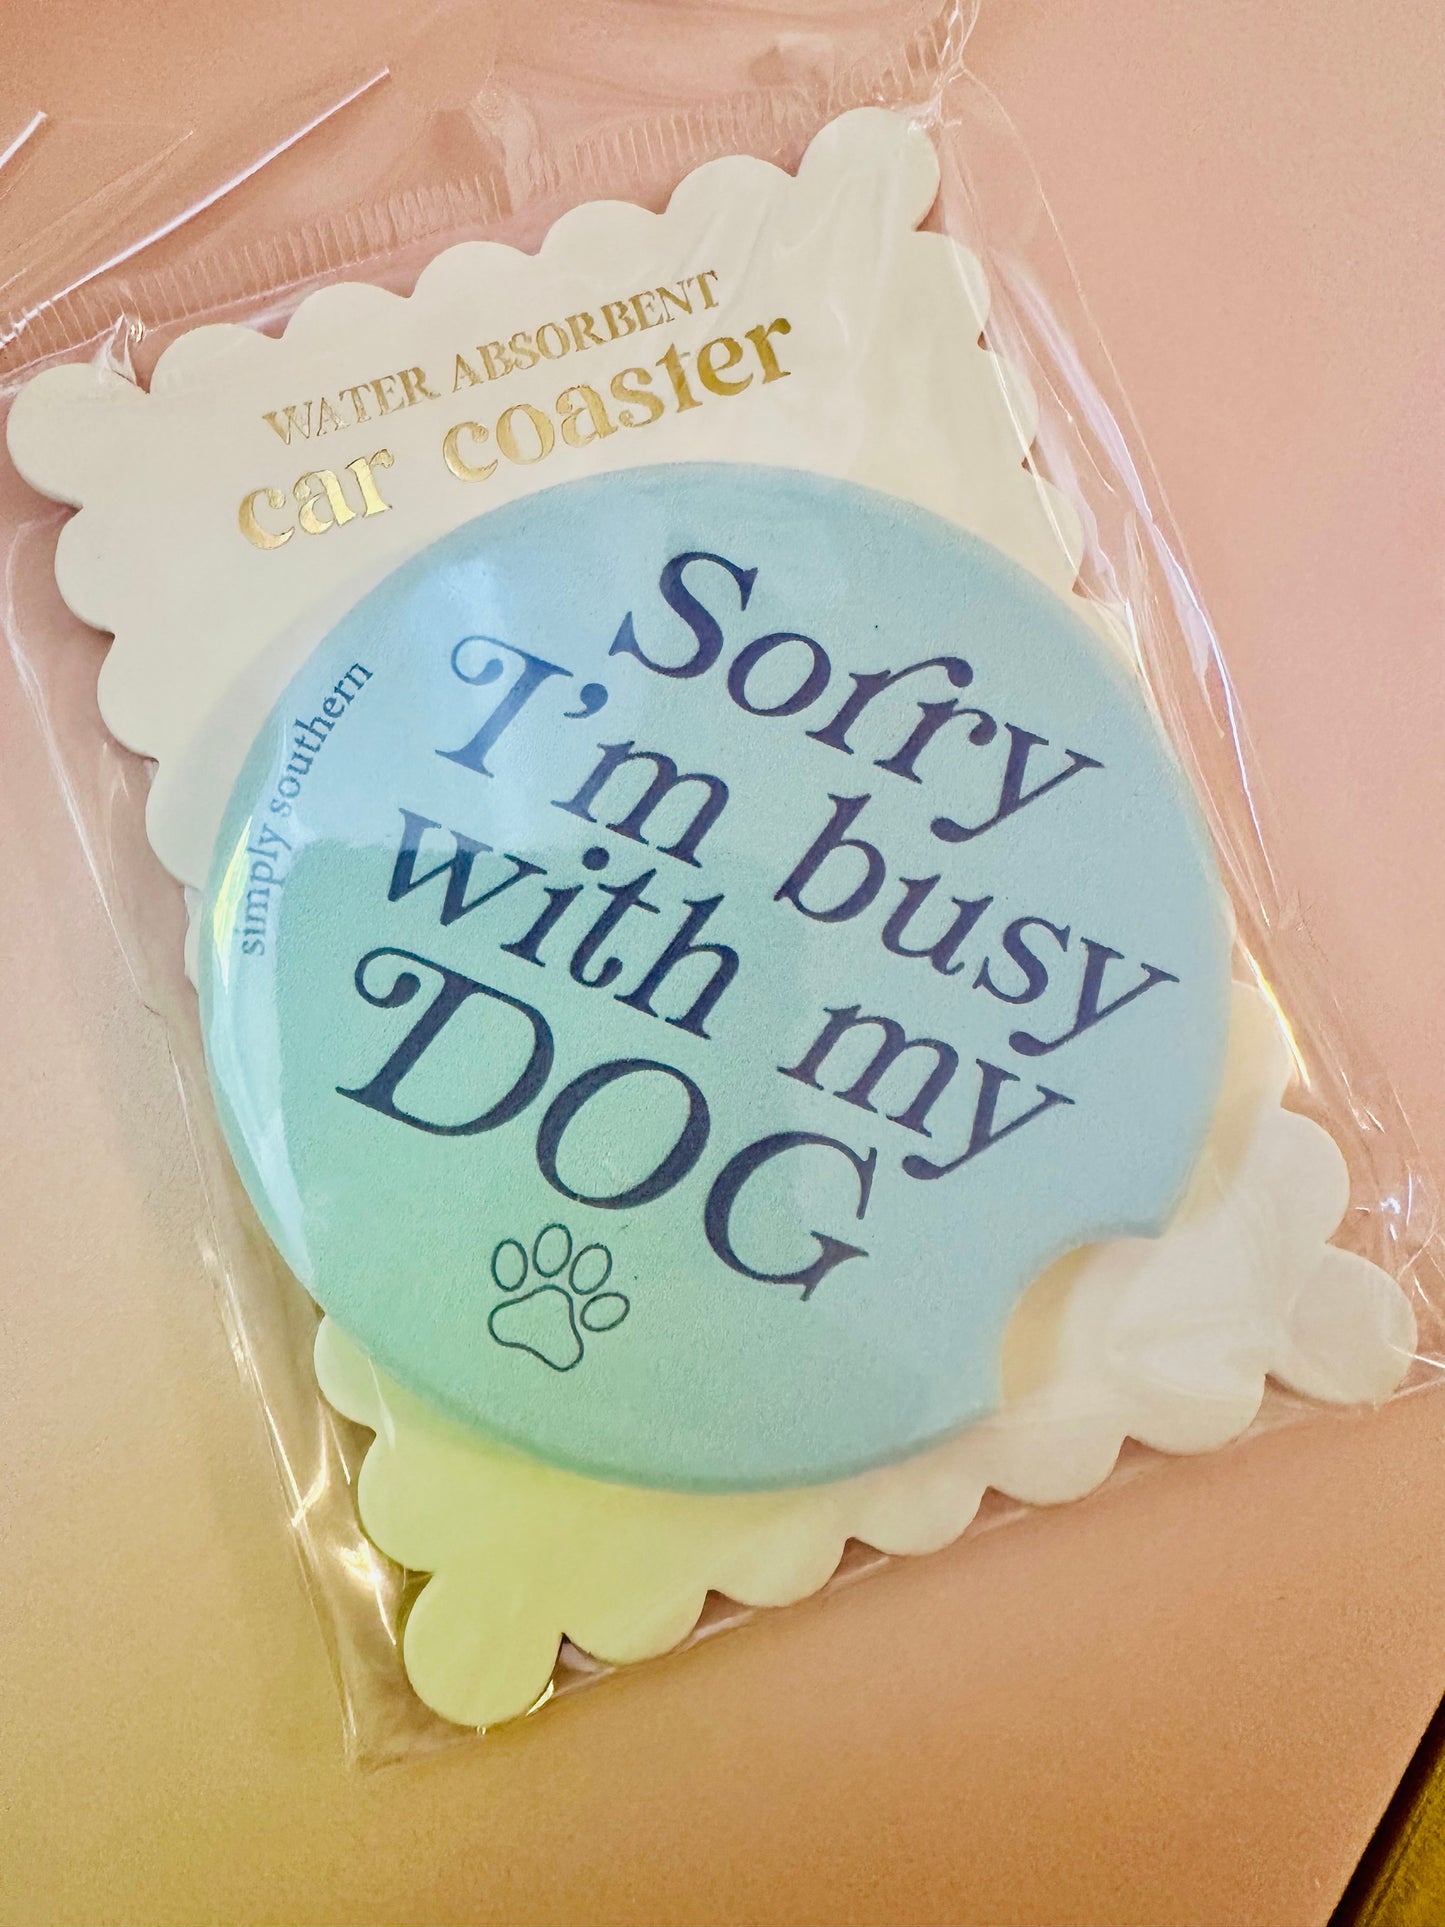 WATER ABSORBENT
car coaster
simply southern
Sorry
I'm busy
with my
DOG